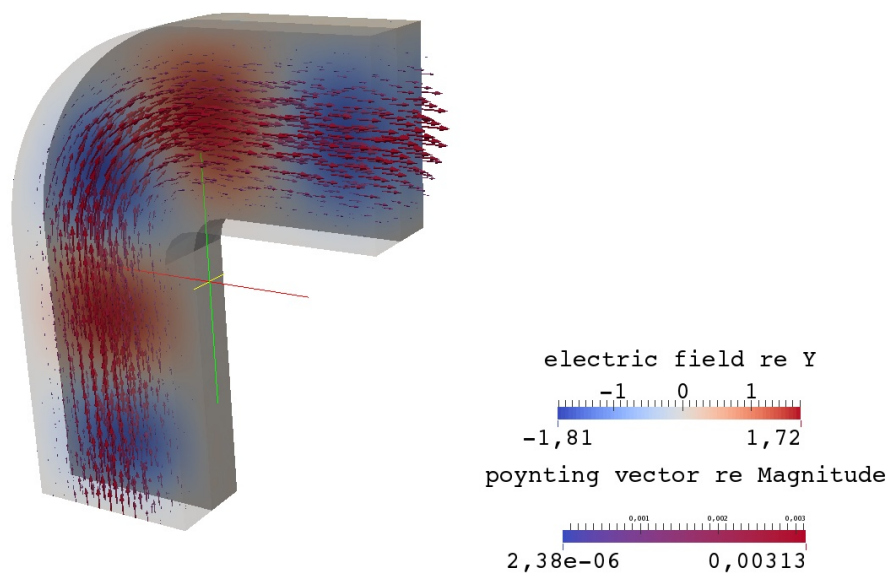 electric field re Y
-1 0 1
-1,81 1,72
poynting vector re Magnitude
0,001 0,002 0,003
2,38e-06 0,00313